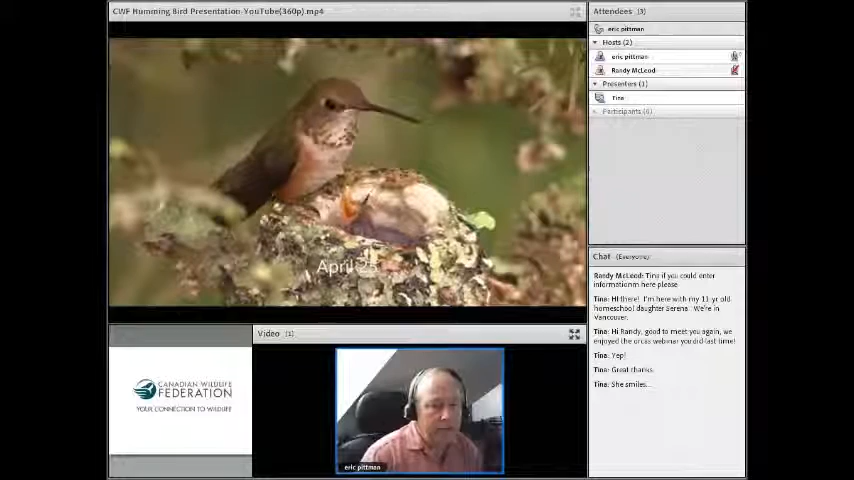 CWF Humming Bird Presentation-YouTube(360p).mp4
April 25
Video (1)
CANADIAN WILDLIFE
FEDERATION
YOUR CONNECTION TO WILDLIFE
eric pittman
Attendees (3)
eric pittman
Hosts (2)
eric pittman
Randy McLeod
Presenters (1)
Tina
Participants (0)
Chat (Everyone)
Randy McLeod: Tina if you could enter
informationm here please
Tina: HI there! I'm here with my 11 yr old
homeschool daughter Serena. We're in
Vancouver.
Tina: Hi Randy, good to meet you again, we
enjoyed the orcas webinar you did last time!
Tina: Yep!
Tina: Great thanks.
Tina: She smiles...